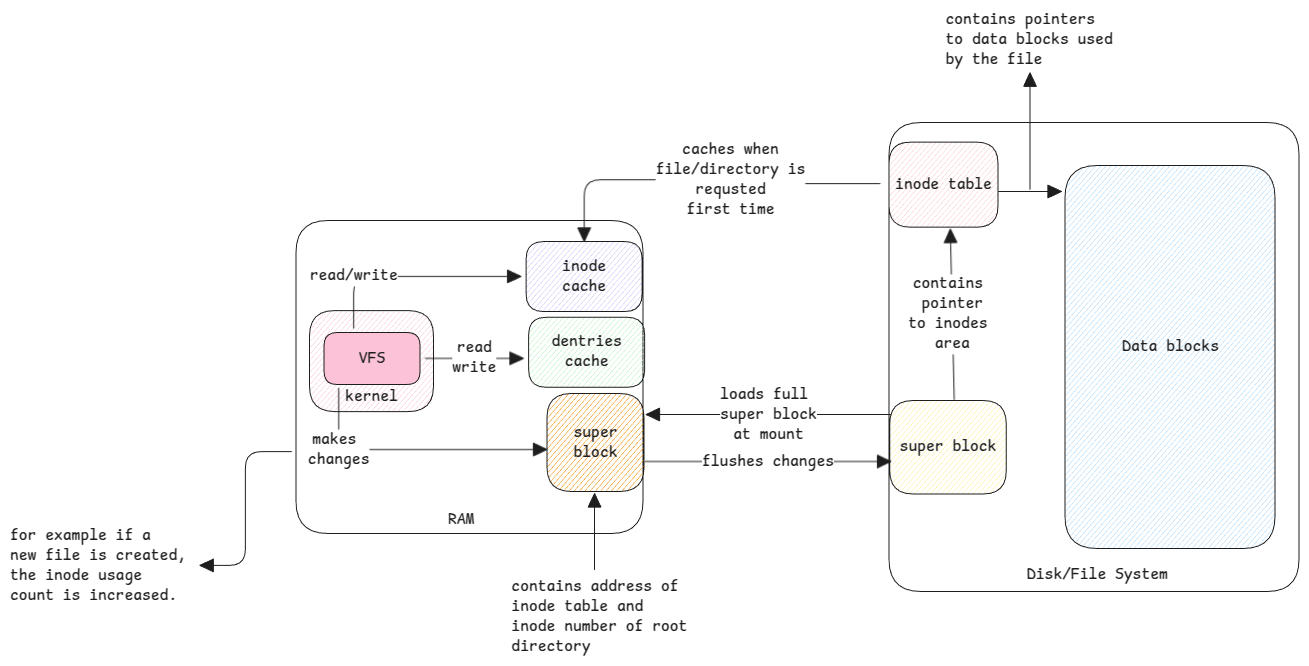 contains pointers
to data blocks used
by the file
caches when
file/directory is
requsted
first time
inode table
inode
cache
read/write
contains
pointer
to inodes
area
dentries
cache
read
write
VFS
kernel
Data blocks
loads full
super block
at mount
super
block
makes
changes
super block
flushes changes
RAM
for example if a
new file is created,
the inode usage
count is increased.
Disk/File System
contains address of
inode table and
inode number of root
directory